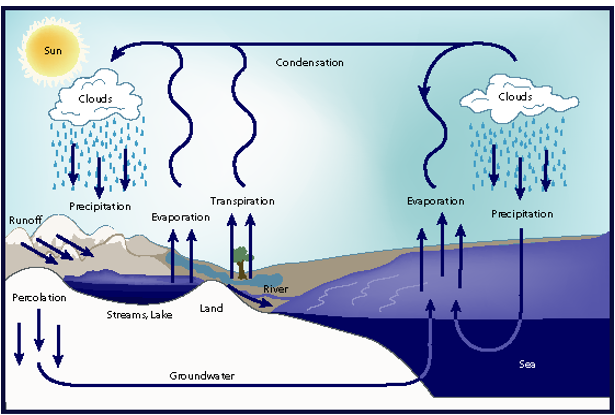 Sun
Condensation
Clouds
Clouds
Precipitation
Transpiration
Evaporation
Precipitation
Runoff
Evaporation
River
Percolation
Streams, Lake
Land
Sea
Groundwater